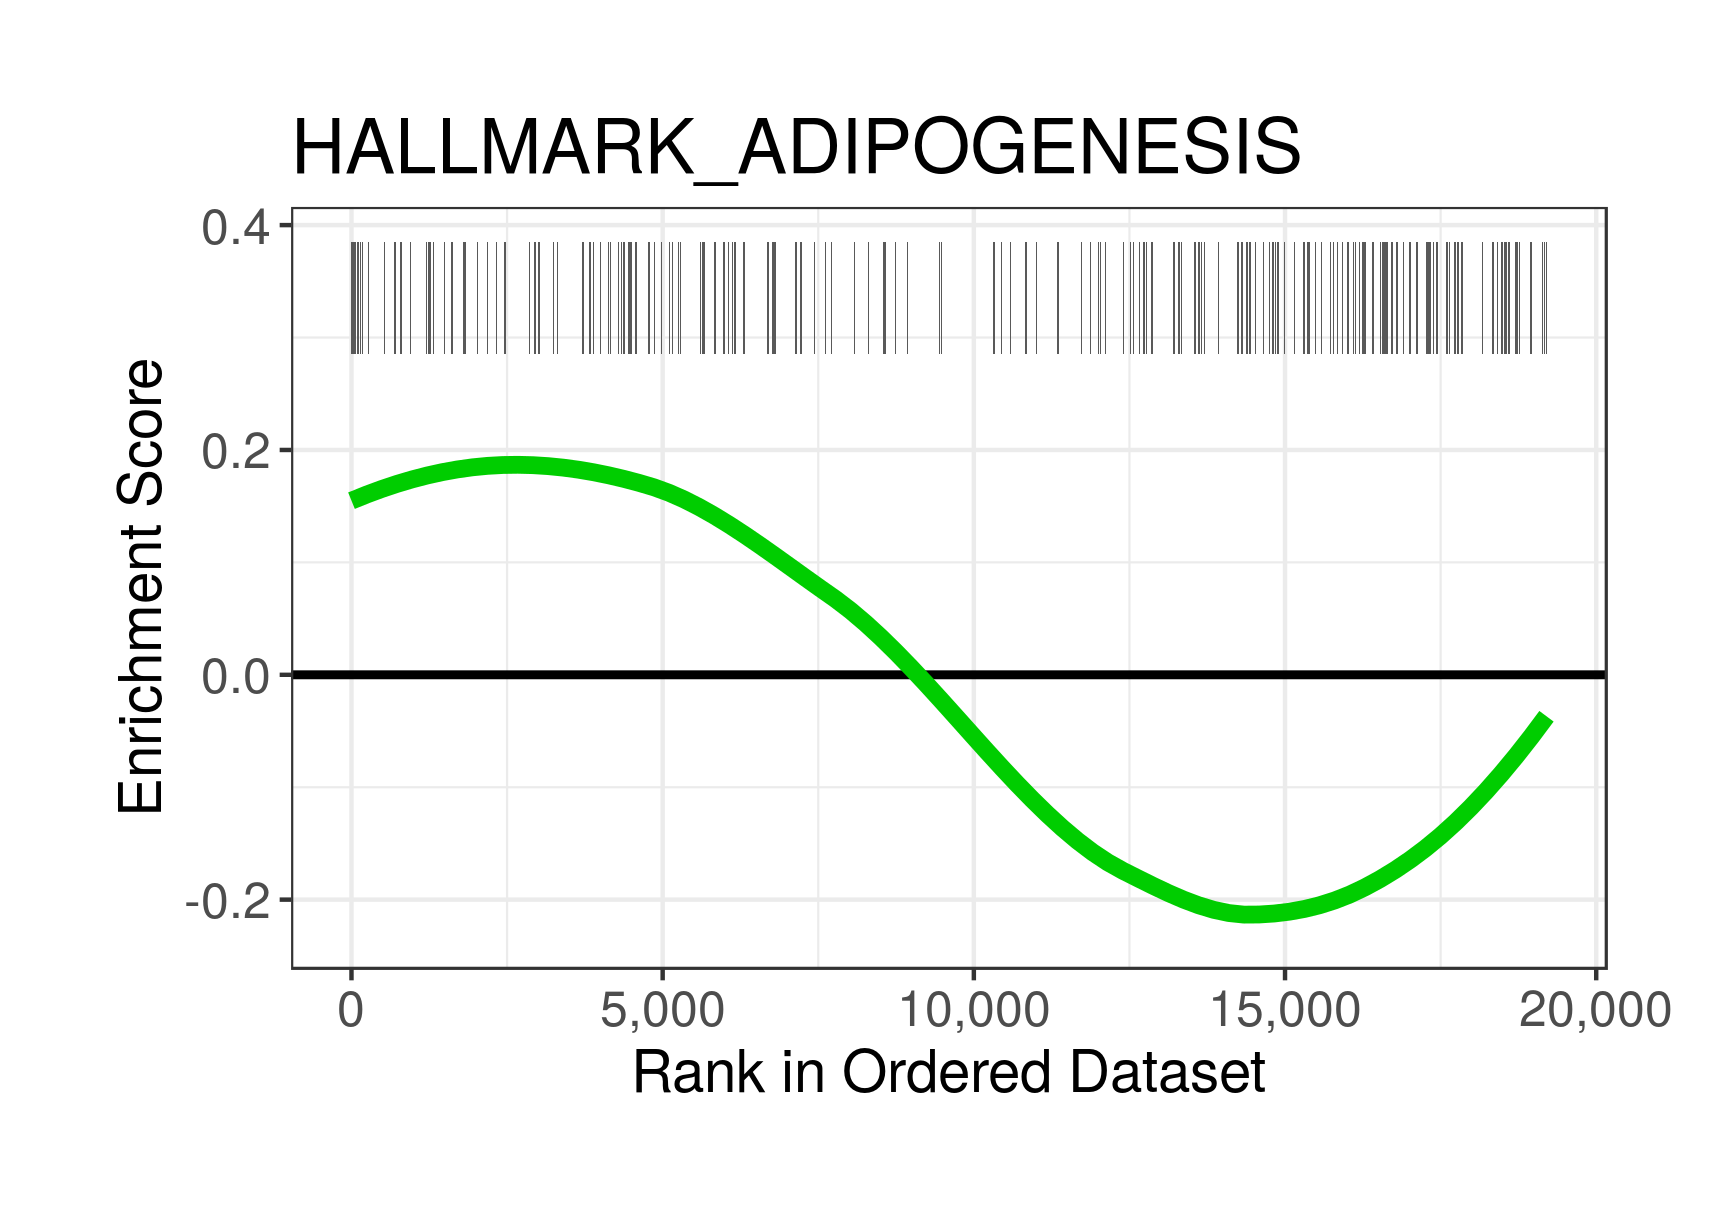 HALLMARK_ADIPOGENESIS
Enrichment Score
0.4
0.2
0.0
-0.2
0 5,000 10,000 15,000 20,000
Rank in Ordered Dataset